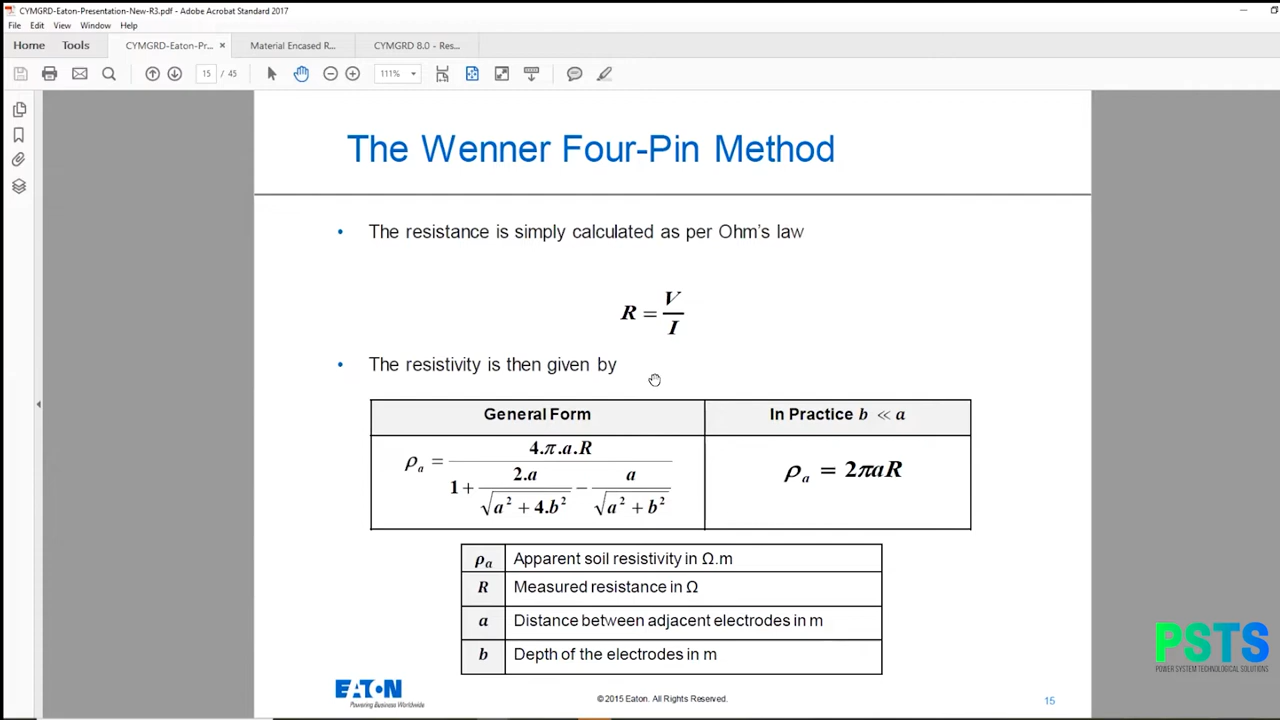 CYMGRD-Eaton-Presentation-New-R3.pdf - Adobe Acrobat Standard 2017
File Edit View Window Help
Home Tools CYMGRD-Eaton-Pr... × Material Encased R... CYMGRD 8.0 - Res...
15 / 45 111%
The Wenner Four-Pin Method
• The resistance is simply calculated as per Ohm's law
R = V / I
• The resistivity is then given by
General Form In Practice b << a
ρa = 4.π.a.R / (1 + 2.a / √(a² + 4.b²) − a / √(a² + b²)) ρa = 2πaR
ρa Apparent soil resistivity in Ω.m
R Measured resistance in Ω
a Distance between adjacent electrodes in m
b Depth of the electrodes in m
EATON
Powering Business Worldwide
©2015 Eaton. All Rights Reserved.
15
PSTS
POWER SYSTEM TECHNOLOGICAL SOLUTIONS